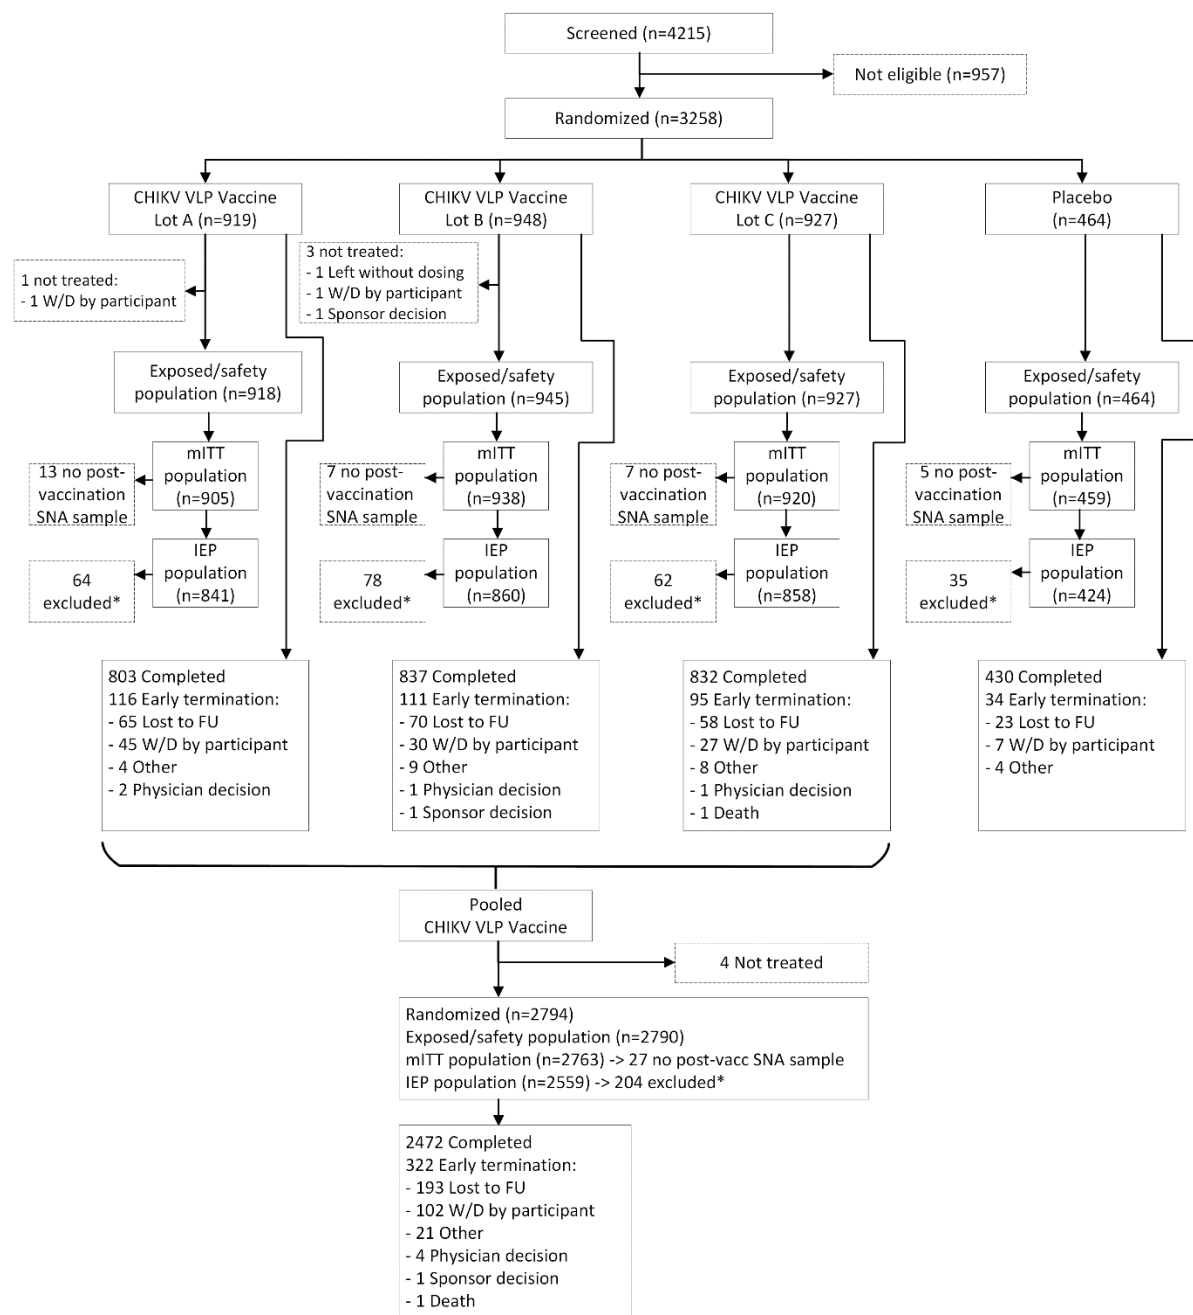 Screened (n=4215)
Not eligible (n=957)
Randomized (n=3258)
CHIKV VLP Vaccine
Lot A (n=919)
CHIKV VLP Vaccine
Lot B (n=948)
CHIKV VLP Vaccine
Lot C (n=927)
Placebo
(n=464)
1 not treated:
- 1 W/D by participant
3 not treated:
- 1 Left without dosing
- 1 W/D by participant
- 1 Sponsor decision
Exposed/safety
population (n=918)
Exposed/safety
population (n=945)
Exposed/safety
population (n=927)
Exposed/safety
population (n=464)
13 no post-
vaccination
SNA sample
mITT
population
(n=905)
7 no post-
vaccination
SNA sample
mITT
population
(n=938)
7 no post-
vaccination
SNA sample
mITT
population
(n=920)
5 no post-
vaccination
SNA sample
mITT
population
(n=459)
64
excluded*
IEP
population
(n=841)
78
excluded*
IEP
population
(n=860)
62
excluded*
IEP
population
(n=858)
35
excluded*
IEP
population
(n=424)
803 Completed
116 Early termination:
- 65 Lost to FU
- 45 W/D by participant
- 4 Other
- 2 Physician decision
837 Completed
111 Early termination:
- 70 Lost to FU
- 30 W/D by participant
- 9 Other
- 1 Physician decision
- 1 Sponsor decision
832 Completed
95 Early termination:
- 58 Lost to FU
- 27 W/D by participant
- 8 Other
- 1 Physician decision
- 1 Death
430 Completed
34 Early termination:
- 23 Lost to FU
- 7 W/D by participant
- 4 Other
Pooled
CHIKV VLP Vaccine
4 Not treated
Randomized (n=2794)
Exposed/safety population (n=2790)
mITT population (n=2763) -> 27 no post-vacc SNA sample
IEP population (n=2559) -> 204 excluded*
2472 Completed
322 Early termination:
- 193 Lost to FU
- 102 W/D by participant
- 21 Other
- 4 Physician decision
- 1 Sponsor decision
- 1 Death